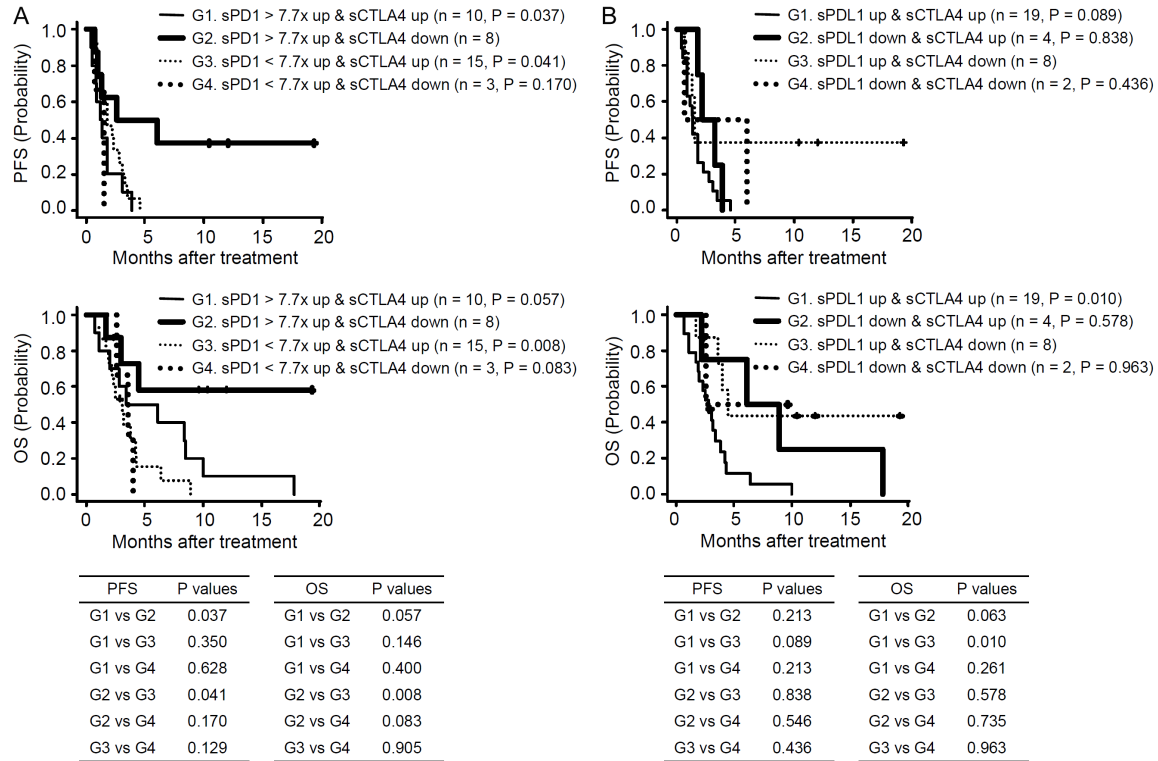 A
G1. sPD1 > 7.7x up & sCTLA4 up (n = 10, P = 0.037)
G2. sPD1 > 7.7x up & sCTLA4 down (n = 8)
G3. sPD1 < 7.7x up & sCTLA4 up (n = 15, P = 0.041)
G4. sPD1 < 7.7x up & sCTLA4 down (n = 3, P = 0.170)
PFS (Probability)
1.0
0.8
0.6
0.4
0.2
0.0
0 5 10 15 20
Months after treatment
G1. sPD1 > 7.7x up & sCTLA4 up (n = 10, P = 0.057)
G2. sPD1 > 7.7x up & sCTLA4 down (n = 8)
G3. sPD1 < 7.7x up & sCTLA4 up (n = 15, P = 0.008)
G4. sPD1 < 7.7x up & sCTLA4 down (n = 3, P = 0.083)
OS (Probability)
1.0
0.8
0.6
0.4
0.2
0.0
0 5 10 15 20
Months after treatment
PFS P values
G1 vs G2 0.037
G1 vs G3 0.350
G1 vs G4 0.628
G2 vs G3 0.041
G2 vs G4 0.170
G3 vs G4 0.129
OS P values
G1 vs G2 0.057
G1 vs G3 0.146
G1 vs G4 0.400
G2 vs G3 0.008
G2 vs G4 0.083
G3 vs G4 0.905
B
G1. sPDL1 up & sCTLA4 up (n = 19, P = 0.089)
G2. sPDL1 down & sCTLA4 up (n = 4, P = 0.838)
G3. sPDL1 up & sCTLA4 down (n = 8)
G4. sPDL1 down & sCTLA4 down (n = 2, P = 0.436)
PFS (Probability)
1.0
0.8
0.6
0.4
0.2
0.0
0 5 10 15 20
Months after treatment
G1. sPDL1 up & sCTLA4 up (n = 19, P = 0.010)
G2. sPDL1 down & sCTLA4 up (n = 4, P = 0.578)
G3. sPDL1 up & sCTLA4 down (n = 8)
G4. sPDL1 down & sCTLA4 down (n = 2, P = 0.963)
OS (Probability)
1.0
0.8
0.6
0.4
0.2
0.0
0 5 10 15 20
Months after treatment
PFS P values
G1 vs G2 0.213
G1 vs G3 0.089
G1 vs G4 0.213
G2 vs G3 0.838
G2 vs G4 0.546
G3 vs G4 0.436
OS P values
G1 vs G2 0.063
G1 vs G3 0.010
G1 vs G4 0.261
G2 vs G3 0.578
G2 vs G4 0.735
G3 vs G4 0.963